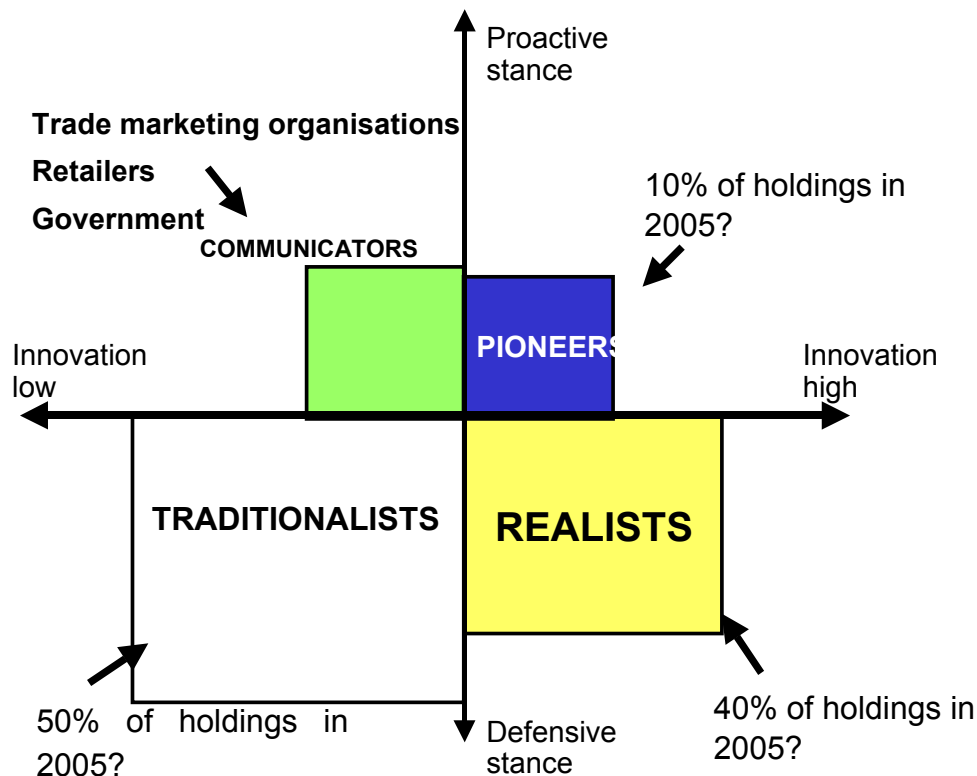 Proactive
stance
Trade marketing organisations
Retailers
Government
COMMUNICATORS
10% of holdings in
2005?
PIONEERS
Innovation
low
Innovation
high
TRADITIONALISTS
REALISTS
50% of holdings in
2005?
Defensive
stance
40% of holdings in
2005?